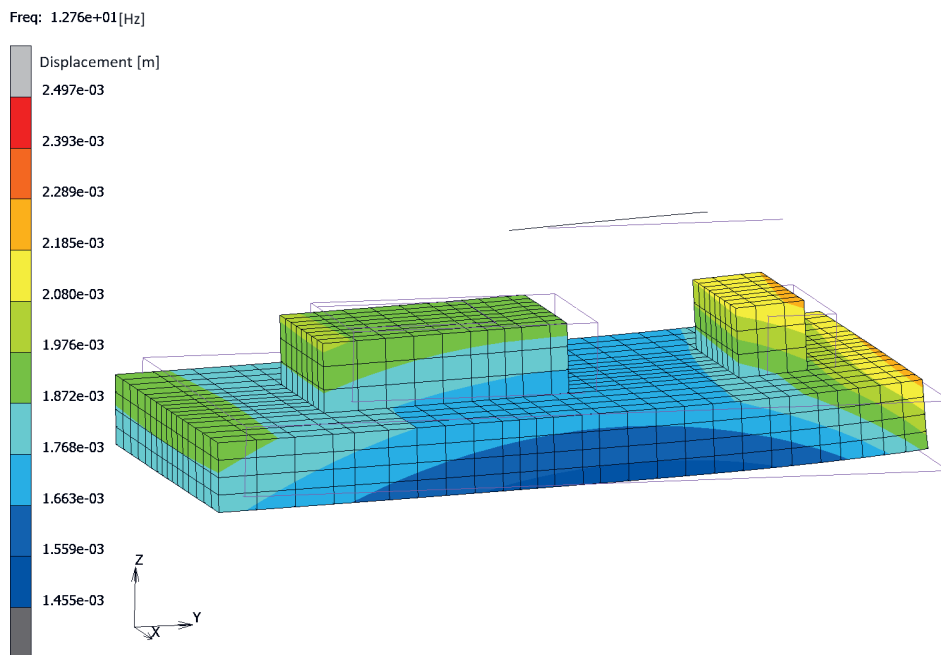 Freq: 1.276e+01[Hz]
Displacement [m]
2.497e-03
2.393e-03
2.289e-03
2.185e-03
2.080e-03
1.976e-03
1.872e-03
1.768e-03
1.663e-03
1.559e-03
1.455e-03
Z
Y
X